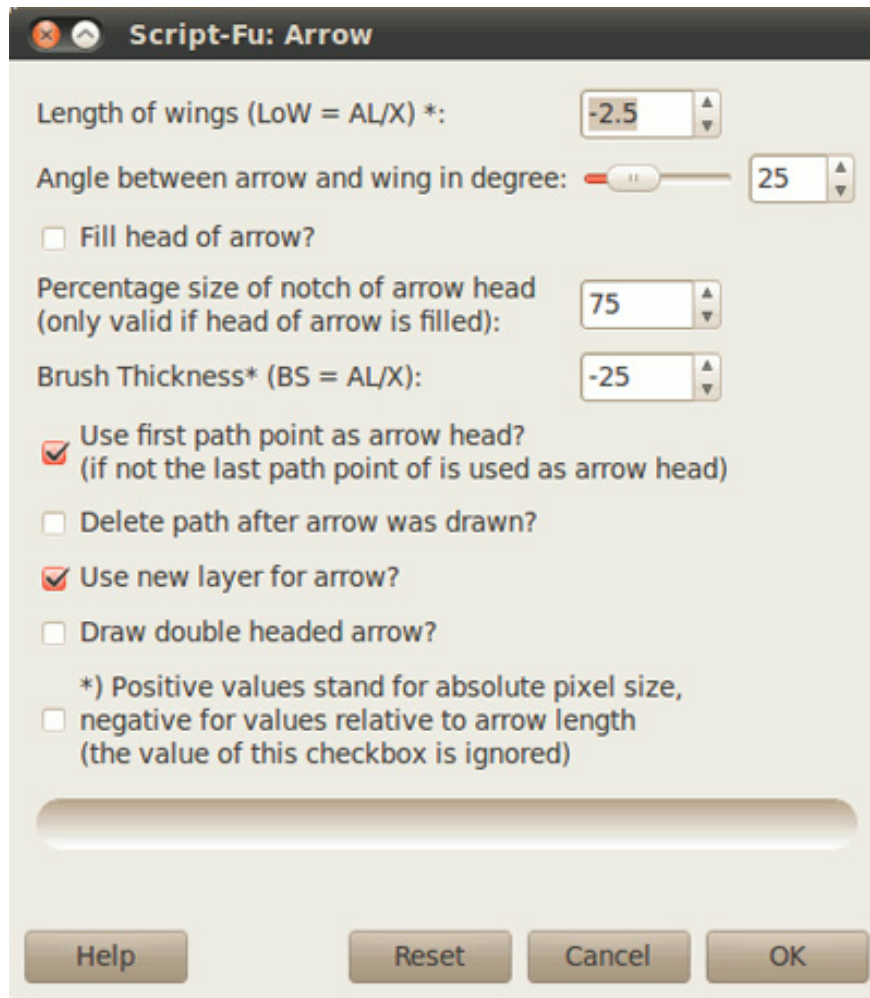 Script-Fu: Arrow
Length of wings (LoW = AL/X) *:
-2.5
Angle between arrow and wing in degree:
25
Fill head of arrow?
Percentage size of notch of arrow head
(only valid if head of arrow is filled):
75
Brush Thickness* (BS = AL/X):
-25
Use first path point as arrow head?
(if not the last path point of is used as arrow head)
Delete path after arrow was drawn?
Use new layer for arrow?
Draw double headed arrow?
*) Positive values stand for absolute pixel size,
negative for values relative to arrow length
(the value of this checkbox is ignored)
Help
Reset
Cancel
OK